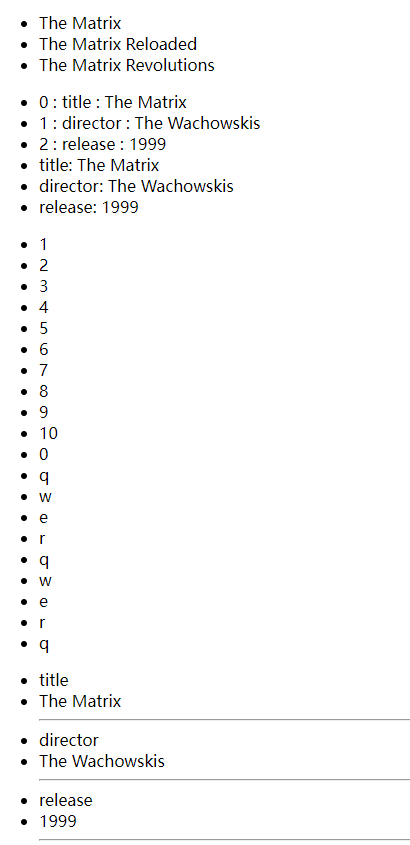 The Matrix
The Matrix Reloaded
The Matrix Revolutions
0 : title : The Matrix
1 : director : The Wachowskis
2 : release : 1999
title: The Matrix
director: The Wachowskis
release: 1999
1
2
3
4
5
6
7
8
9
10
0
q
w
e
r
q
w
e
r
q
title
The Matrix
director
The Wachowskis
release
1999